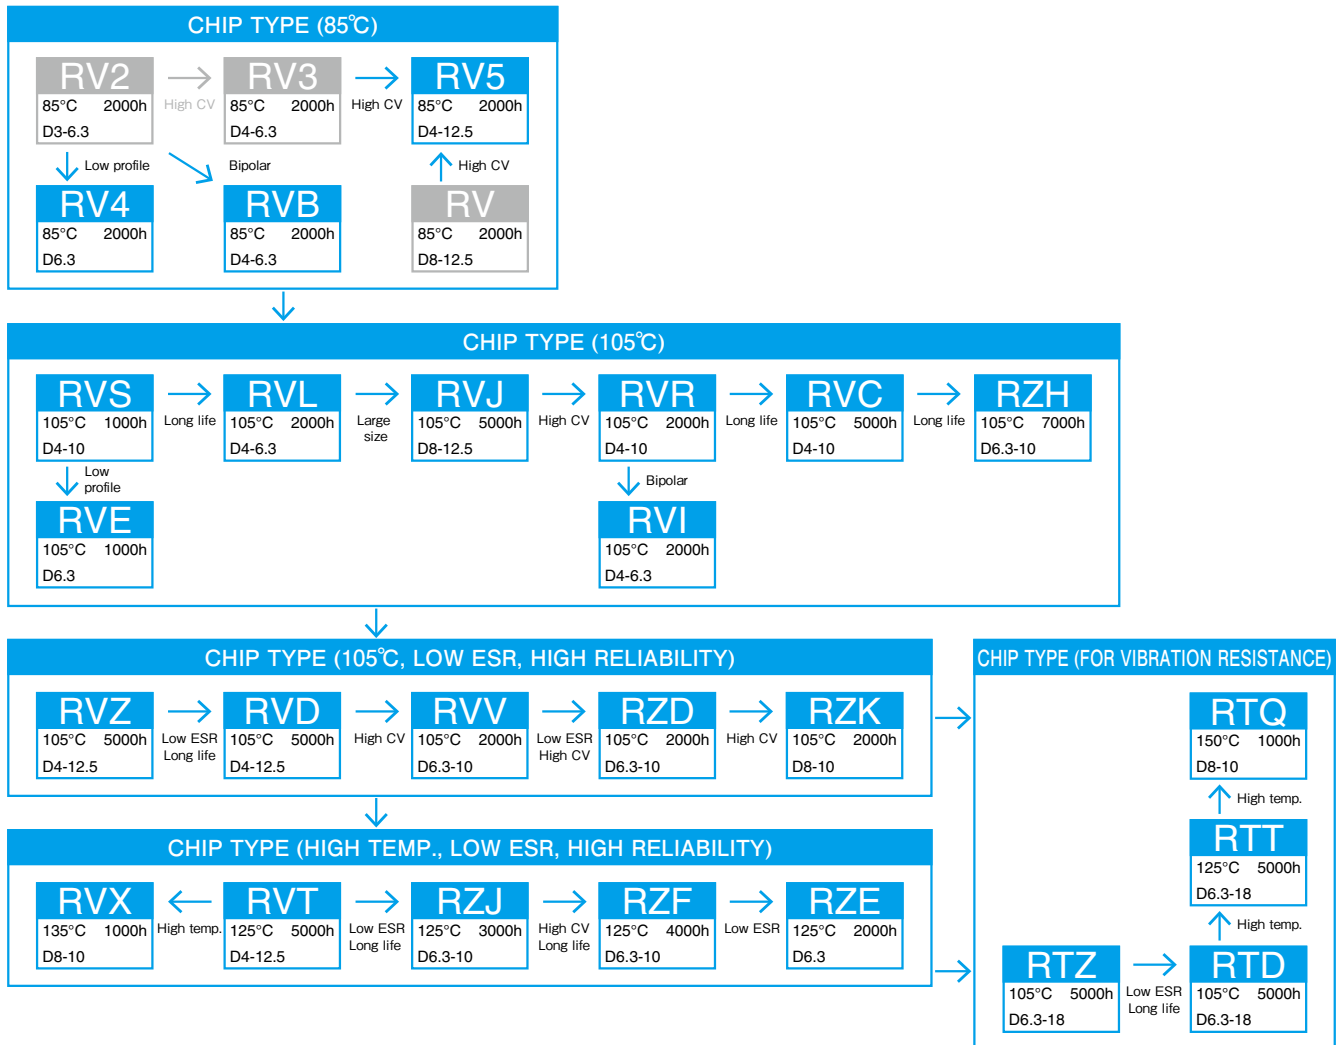 CHIP TYPE (85℃)
RV2
85°C 2000h
D3-6.3
High CV
RV3
85°C 2000h
D4-6.3
High CV
RV5
85°C 2000h
D4-12.5
Low profile
Bipolar
High CV
RV4
85°C 2000h
D6.3
RVB
85°C 2000h
D4-6.3
RV
85°C 2000h
D8-12.5
CHIP TYPE (105℃)
RVS
105°C 1000h
D4-10
Long life
RVL
105°C 2000h
D4-6.3
Large
size
RVJ
105°C 5000h
D8-12.5
High CV
RVR
105°C 2000h
D4-10
Long life
RVC
105°C 5000h
D4-10
Long life
RZH
105°C 7000h
D6.3-10
Low
profile
Bipolar
RVE
105°C 1000h
D6.3
RVI
105°C 2000h
D4-6.3
CHIP TYPE (105℃, LOW ESR, HIGH RELIABILITY)
RVZ
105°C 5000h
D4-12.5
Low ESR
Long life
RVD
105°C 5000h
D4-12.5
High CV
RVV
105°C 2000h
D6.3-10
Low ESR
High CV
RZD
105°C 2000h
D6.3-10
High CV
RZK
105°C 2000h
D8-10
CHIP TYPE (HIGH TEMP., LOW ESR, HIGH RELIABILITY)
RVX
135°C 1000h
D8-10
High temp.
RVT
125°C 5000h
D4-12.5
Low ESR
Long life
RZJ
125°C 3000h
D6.3-10
High CV
Long life
RZF
125°C 4000h
D6.3-10
Low ESR
RZE
125°C 2000h
D6.3
CHIP TYPE (FOR VIBRATION RESISTANCE)
RTQ
150°C 1000h
D8-10
High temp.
RTT
125°C 5000h
D6.3-18
High temp.
RTZ
105°C 5000h
D6.3-18
Low ESR
Long life
RTD
105°C 5000h
D6.3-18